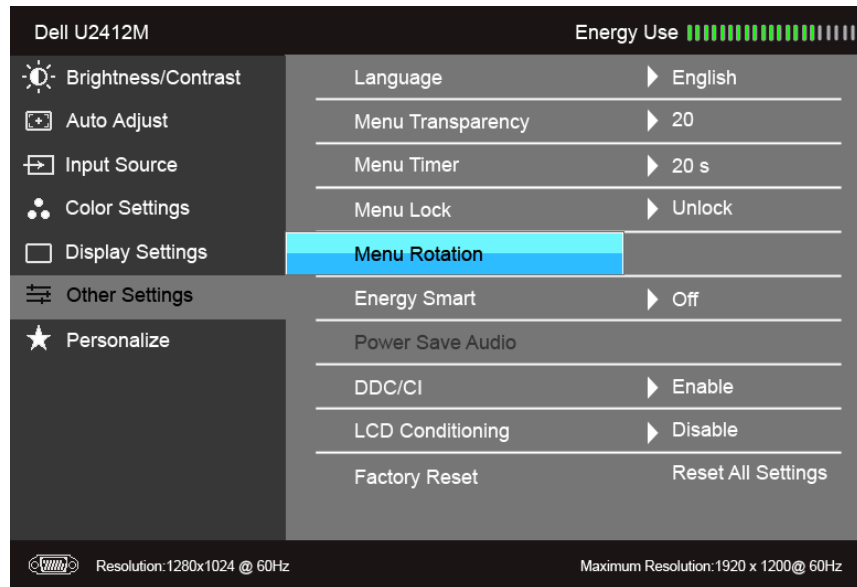 Dell U2412M Energy Use
Brightness/Contrast Language English
Auto Adjust Menu Transparency 20
Input Source Menu Timer 20 s
Color Settings Menu Lock Unlock
Display Settings Menu Rotation
Other Settings Energy Smart Off
Personalize Power Save Audio
DDC/CI Enable
LCD Conditioning Disable
Factory Reset Reset All Settings
Resolution:1280x1024 @ 60Hz Maximum Resolution:1920 x 1200@ 60Hz